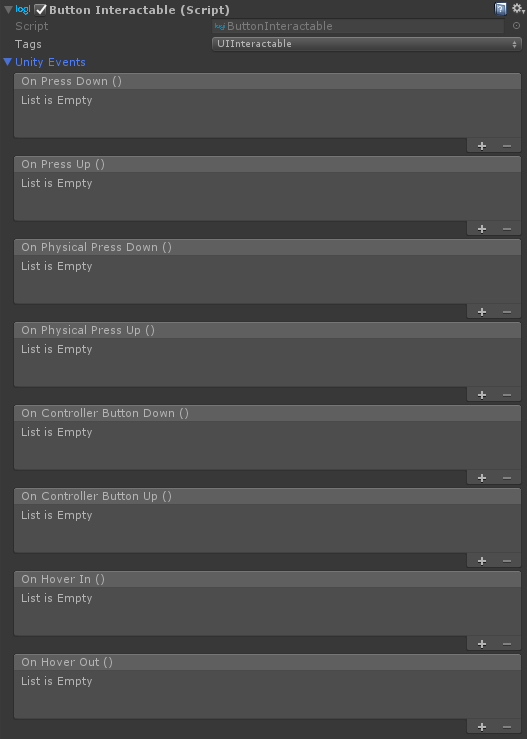 logi Button Interactable (Script)
Script logi ButtonInteractable
Tags UIInteractable
Unity Events
On Press Down ()
List is Empty
+ −
On Press Up ()
List is Empty
+ −
On Physical Press Down ()
List is Empty
+ −
On Physical Press Up ()
List is Empty
+ −
On Controller Button Down ()
List is Empty
+ −
On Controller Button Up ()
List is Empty
+ −
On Hover In ()
List is Empty
+ −
On Hover Out ()
List is Empty
+ −